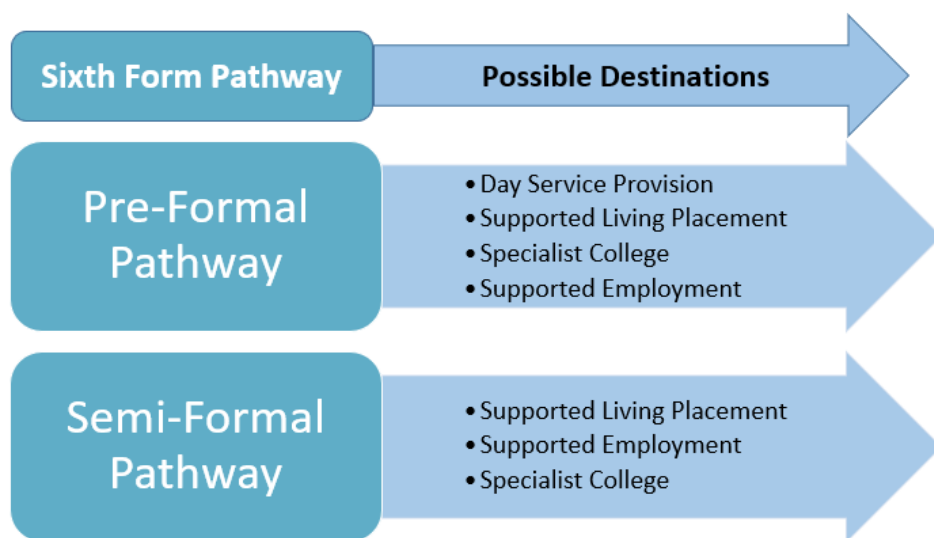 Sixth Form Pathway
Possible Destinations
Pre-Formal
Pathway
• Day Service Provision
• Supported Living Placement
• Specialist College
• Supported Employment
Semi-Formal
Pathway
• Supported Living Placement
• Supported Employment
• Specialist College